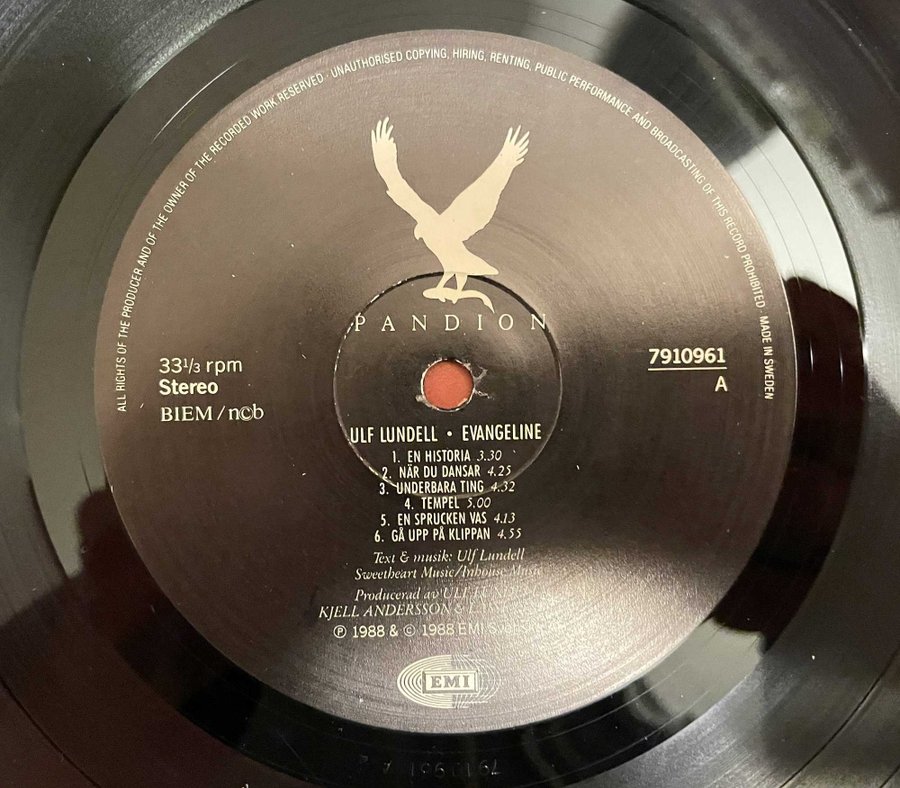 ALL RIGHTS OF THE PRODUCER AND OF THE OWNER OF THE RECORDED WORK RESERVED · UNAUTHORISED COPYING, HIRING, RENTING, PUBLIC PERFORMANCE AND BROADCASTING OF THIS RECORD PROHIBITED · MADE IN SWEDEN
PANDION
33⅓ rpm
Stereo
BIEM / n©b
7910961
A
ULF LUNDELL • EVANGELINE
1. EN HISTORIA 3.30
2. NÄR DU DANSAR 4.25
3. UNDERBARA TING 4.32
4. TEMPEL 5.00
5. EN SPRUCKEN VAS 4.13
6. GÅ UPP PÅ KLIPPAN 4.55
Text & musik: Ulf Lundell
Sweetheart Music/Inhouse Music
Producerad av ULF LUNDELL
KJELL ANDERSSON &
℗ 1988 & © 1988 EMI
EMI